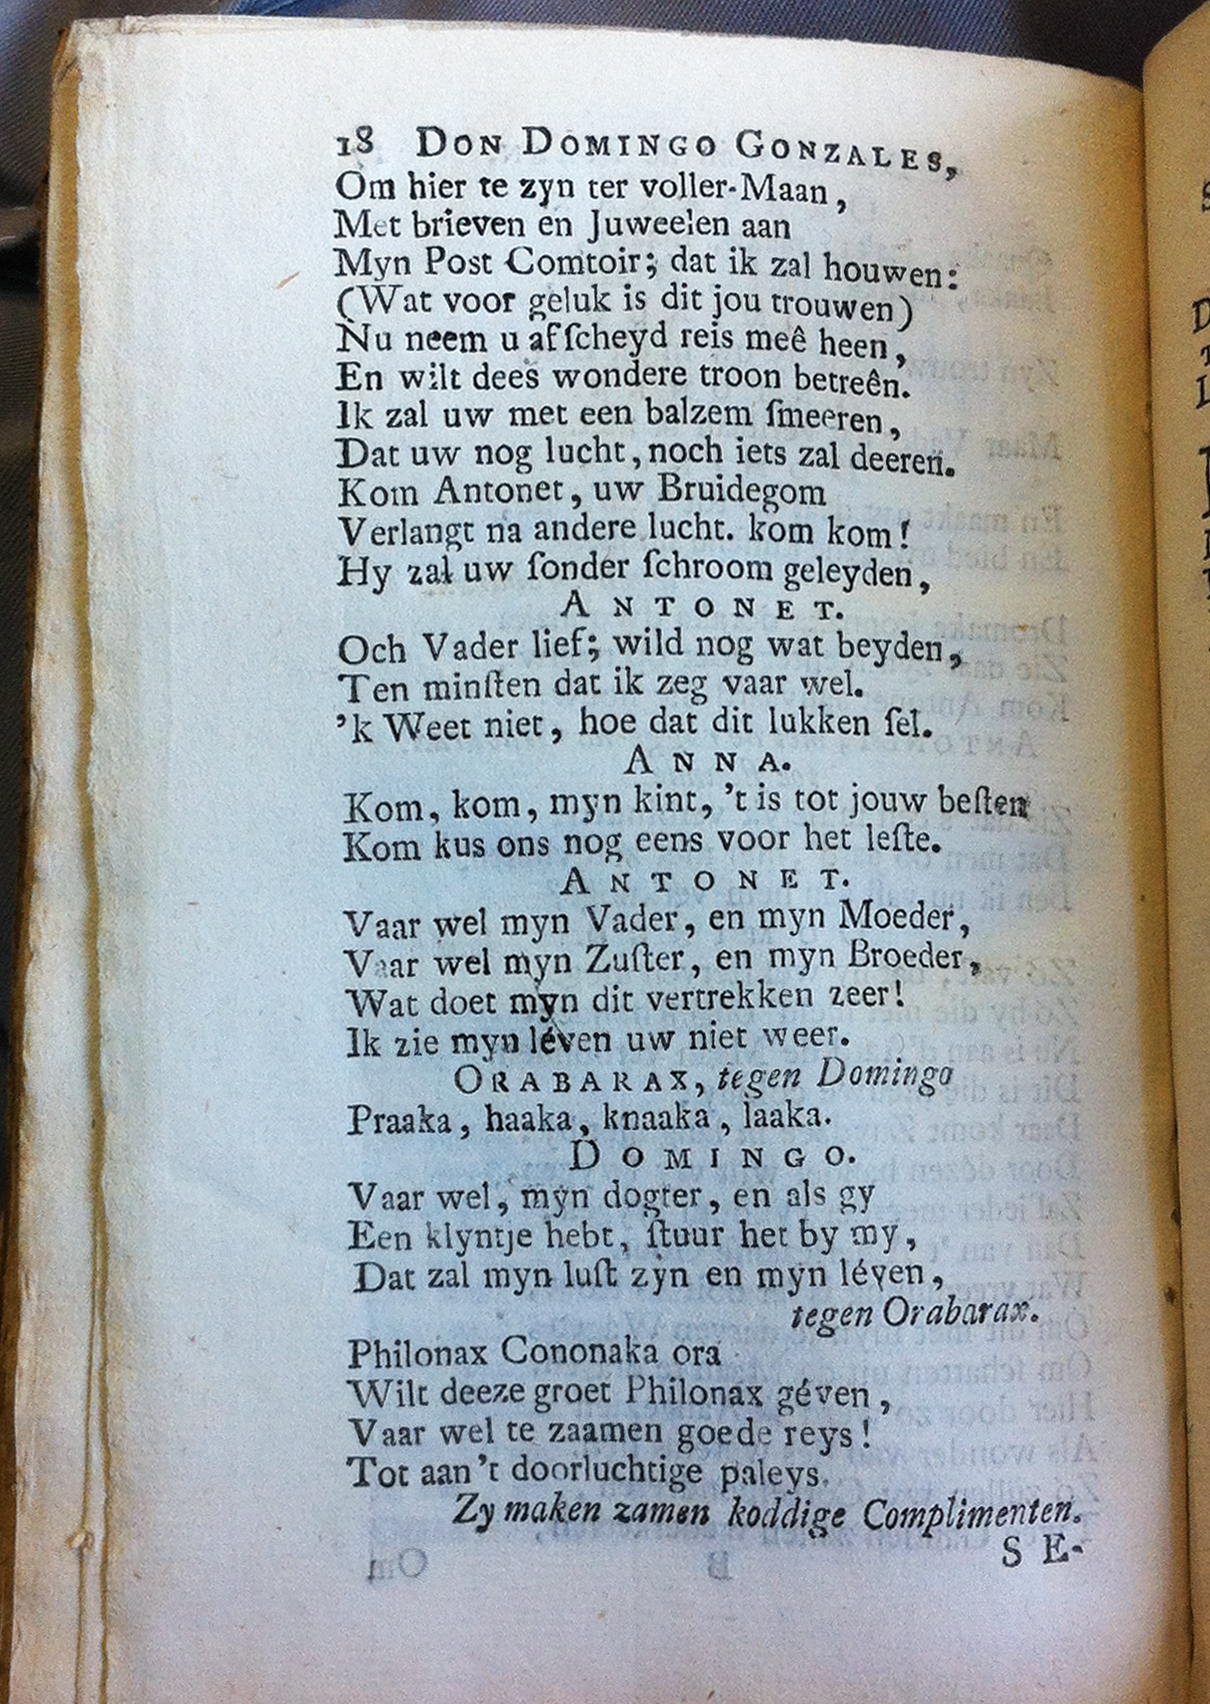 18 DON DOMINGO GONZALES,
Om hier te zyn ter voller-Maan,
Met brieven en Juweelen aan
Myn Post Comtoir; dat ik zal houwen:
(Wat voor geluk is dit jou trouwen)
Nu neem u afſcheyd reis meê heen,
En wilt dees wondere troon betreên.
Ik zal uw met een balzem ſmeeren,
Dat uw nog lucht, noch iets zal deeren.
Kom Antonet, uw Bruidegom
Verlangt na andere lucht. kom kom!
Hy zal uw ſonder ſchroom geleyden,
ANTONET.
Och Vader lief; wild nog wat beyden,
Ten minſten dat ik zeg vaar wel.
'k Weet niet, hoe dat dit lukken ſel.
ANNA.
Kom, kom, myn kint, 't is tot jouw beſten
Kom kus ons nog eens voor het leſte.
ANTONET.
Vaar wel myn Vader, en myn Moeder,
Vaar wel myn Zuſter, en myn Broeder,
Wat doet myn dit vertrekken zeer!
Ik zie myn léven uw niet weer.
ORABARAX, tegen Domingo
Praaka, haaka, knaaka, laaka.
DOMINGO.
Vaar wel, myn dogter, en als gy
Een klyntje hebt, ſtuur het by my,
Dat zal myn luſt zyn en myn léven,
tegen Orabarax.
Philonax Cononaka ora
Wilt deeze groet Philonax géven,
Vaar wel te zaamen goede reys!
Tot aan 't doorluchtige paleys.
Zy maken zamen koddige Complimenten.
SE-